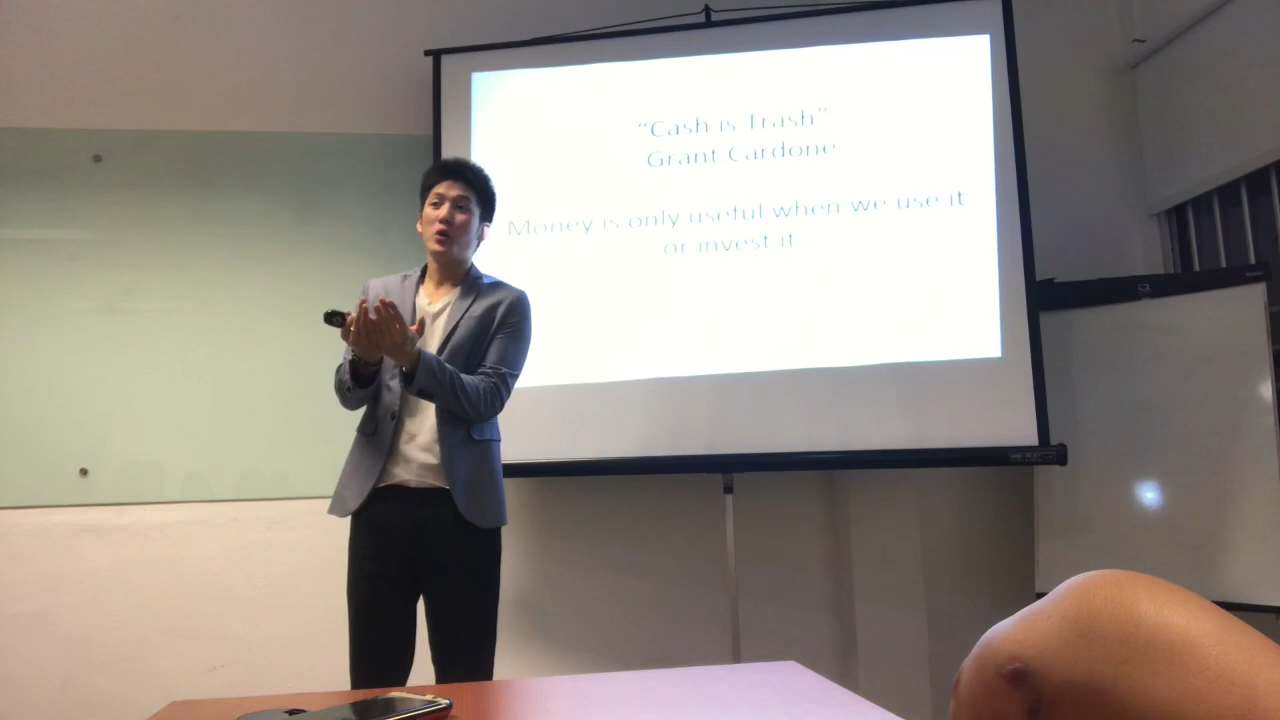 “Cash is Trash”
Grant Cardone
Money is only useful when we use it
or invest it.